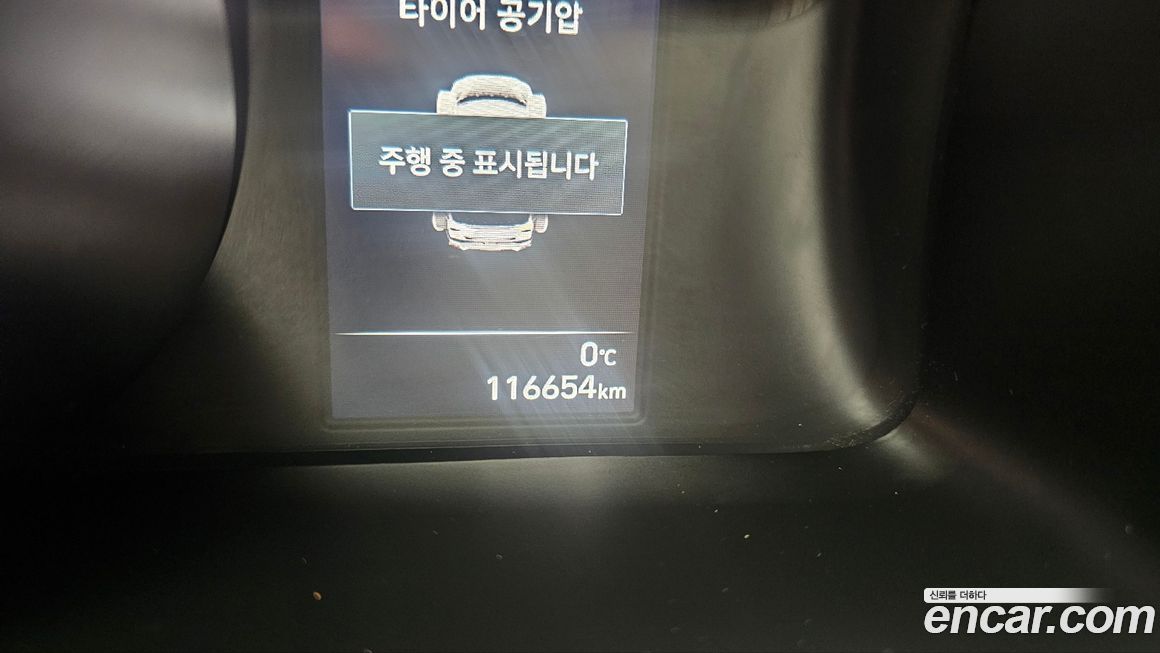 타이어 공기압
주행 중 표시됩니다
0℃
116654km
신뢰를 더하다
encar.com